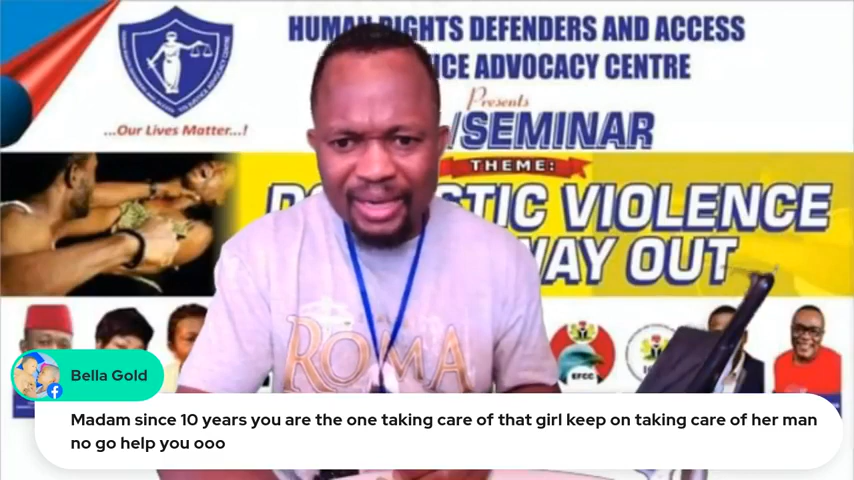 HUMAN RIGHTS DEFENDERS AND ACCESS
ICE ADVOCACY CENTRE
Presents
/SEMINAR
...Our Lives Matter...!
THEME:
STIC VIOLENCE
WAY OUT
ROMA
EFCC
Bella Gold
Madam since 10 years you are the one taking care of that girl keep on taking care of her man
no go help you ooo